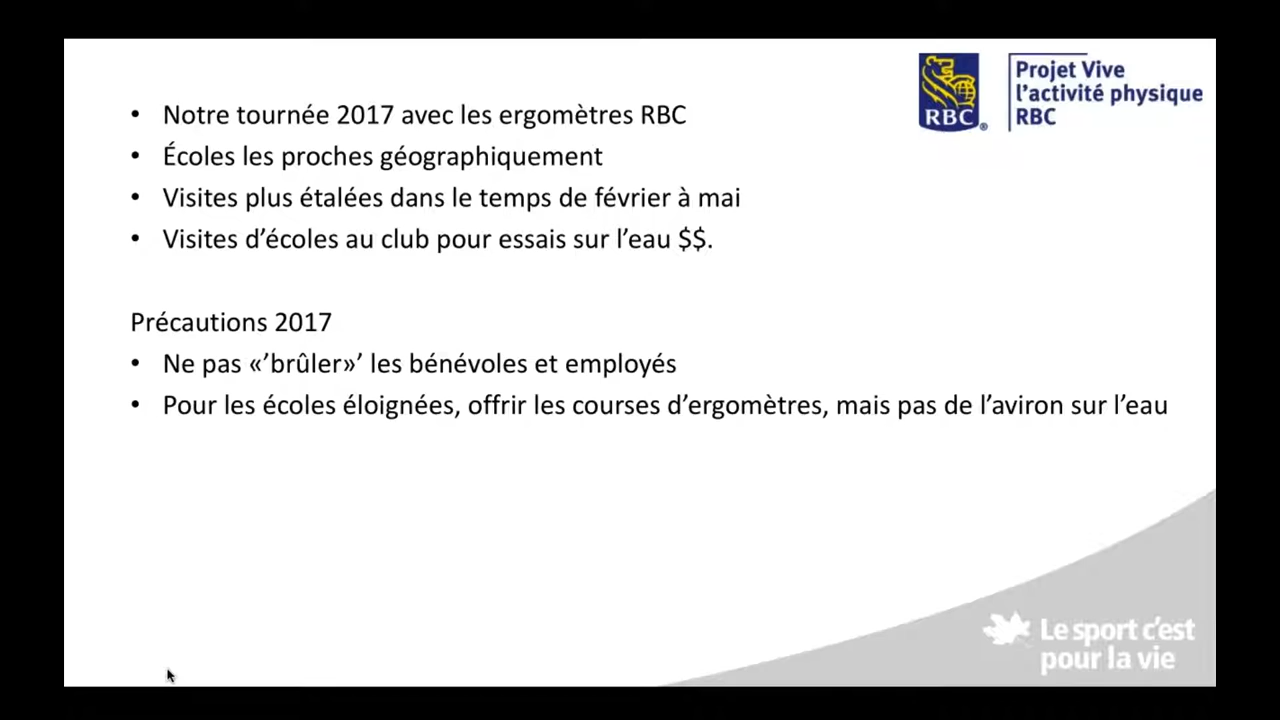 RBC®
Projet Vive
l'activité physique
RBC
• Notre tournée 2017 avec les ergomètres RBC
• Écoles les proches géographiquement
• Visites plus étalées dans le temps de février à mai
• Visites d'écoles au club pour essais sur l'eau $$.
Précautions 2017
• Ne pas «'brûler»' les bénévoles et employés
• Pour les écoles éloignées, offrir les courses d'ergomètres, mais pas de l'aviron sur l'eau
Le sport c'est
pour la vie